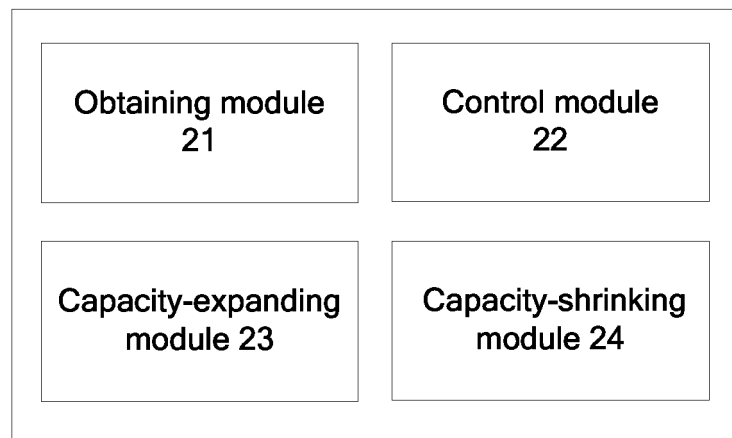 Obtaining module
21
Control module
22
Capacity-expanding
module 23
Capacity-shrinking
module 24